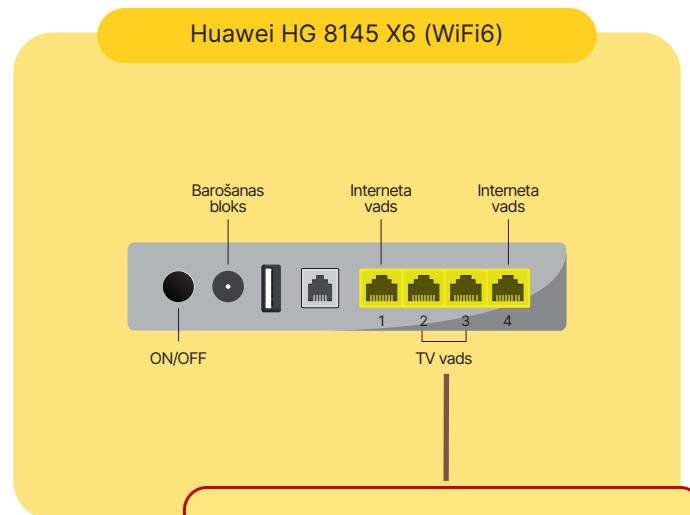 Huawei HG 8145 X6 (WiFi6)
Barošanas
bloks
Interneta
vads
Interneta
vads
1 2 3 4
ON/OFF
TV vads